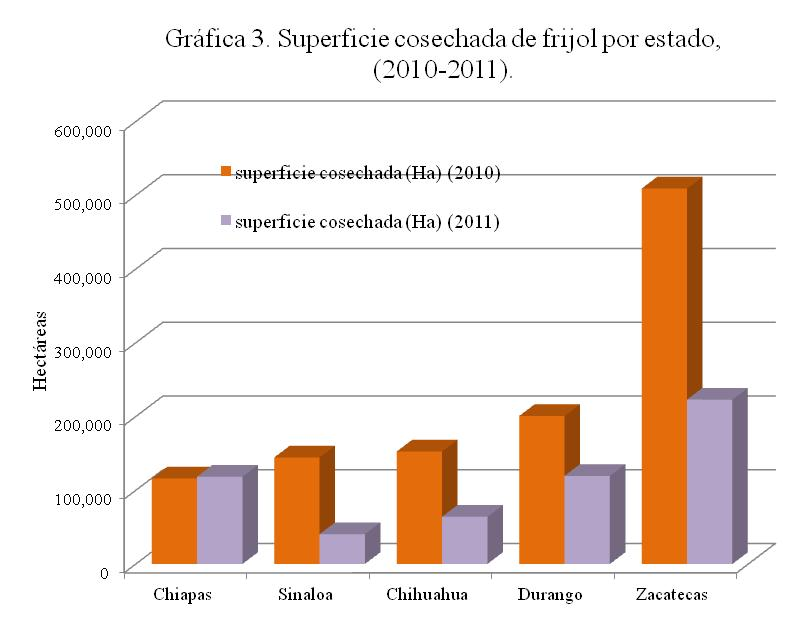 Gráfica 3. Superficie cosechada de frijol por estado,
(2010-2011).
600,000
500,000
400,000
300,000
200,000
100,000
0
Hectáreas
superficie cosechada (Ha) (2010)
superficie cosechada (Ha) (2011)
Chiapas
Sinaloa
Chihuahua
Durango
Zacatecas